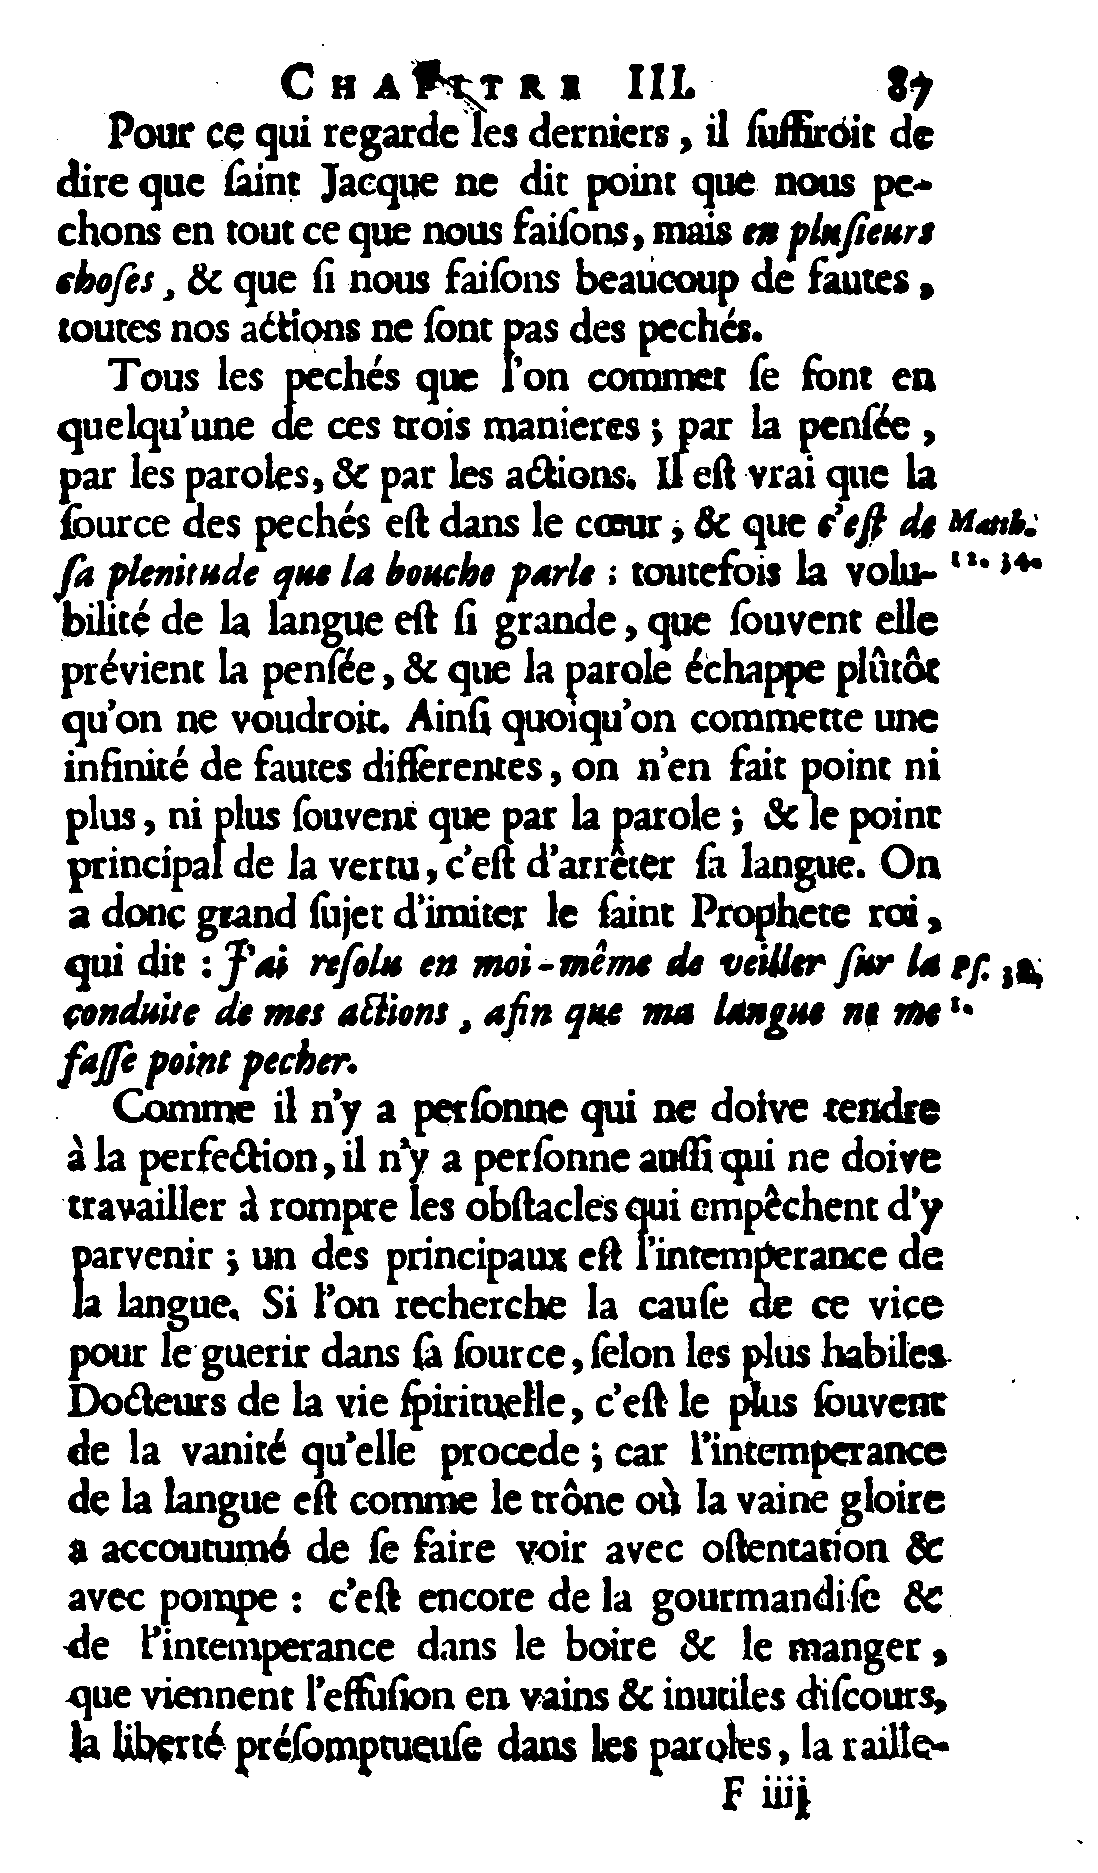 CHAPITRE III. 87
Pour ce qui regarde les derniers, il ſuffiroit de
dire que ſaint Jacque ne dit point que nous pe-
chons en tout ce que nous faiſons, mais en pluſieurs
choſes, & que ſi nous faiſons beaucoup de fautes,
toutes nos actions ne ſont pas des pechés.
Tous les pechés que l'on commet ſe font en
quelqu'une de ces trois manieres ; par la penſée,
par les paroles, & par les actions. Il eſt vrai que la
ſource des pechés eſt dans le cœur, & que c'eſt de
ſa plenitude que la bouche parle : toutefois la volu-
bilité de la langue eſt ſi grande, que ſouvent elle
prévient la penſée, & que la parole échappe plûtôt
qu'on ne voudroit. Ainſi quoiqu'on commette une
infinité de fautes differentes, on n'en fait point ni
plus, ni plus ſouvent que par la parole ; & le point
principal de la vertu, c'eſt d'arrêter ſa langue. On
a donc grand ſujet d'imiter le ſaint Prophete roi,
qui dit : J'ai reſolu en moi-même de veiller ſur la
conduite de mes actions, afin que ma langue ne me
faſſe point pecher.
Comme il n'y a perſonne qui ne doive tendre
à la perfection, il n'y a perſonne auſſi qui ne doive
travailler à rompre les obſtacles qui empêchent d'y
parvenir ; un des principaux eſt l'intemperance de
la langue. Si l'on recherche la cauſe de ce vice
pour le guerir dans ſa ſource, ſelon les plus habiles
Docteurs de la vie ſpirituelle, c'eſt le plus ſouvent
de la vanité qu'elle procede ; car l'intemperance
de la langue eſt comme le trône où la vaine gloire
a accoutumé de ſe faire voir avec oſtentation &
avec pompe : c'eſt encore de la gourmandiſe &
de l'intemperance dans le boire & le manger,
que viennent l'effuſion en vains & inutiles diſcours,
la liberté préſomptueuſe dans les paroles, la raille-
F iiij
Matth.
12. 34.
Pſ. 38.
1.